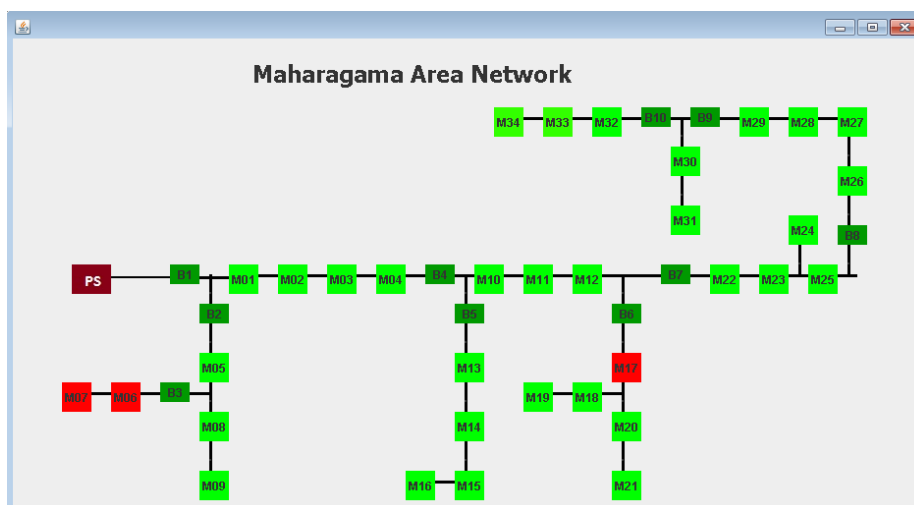 Maharagama Area Network
M34 M33 M32 B10 B9 M29 M28 M27
M30
M26
M31
M24
B8
PS B1 M01 M02 M03 M04 B4 M10 M11 M12 B7 M22 M23 M25
B2 B5 B6
M05 M13 M17
M07 M06 B3 M19 M18
M08 M14 M20
M09 M16 M15 M21